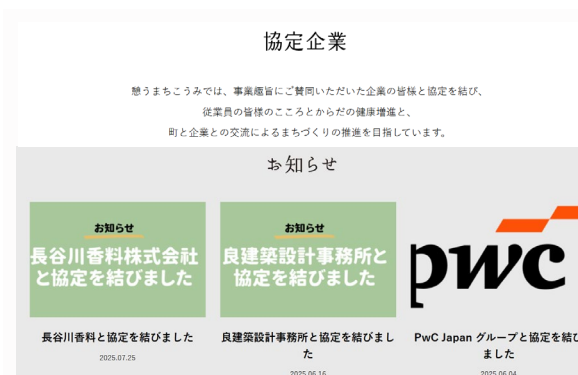 協定企業
憩うまちこうみでは、事業趣旨にご賛同いただいた企業の皆様と協定を結び、
従業員の皆様のこころとからだの健康増進と、
町と企業との交流によるまちづくりの推進を目指しています。
お知らせ
お知らせ
長谷川香料株式会社
と協定を結びました
長谷川香料と協定を結びました
2025.07.25
お知らせ
良建築設計事務所と
協定を結びました
良建築設計事務所と協定を結びまし
た
2025.06.16
pwc
PwC Japan グループと協定を結び
ました
2025.06.04